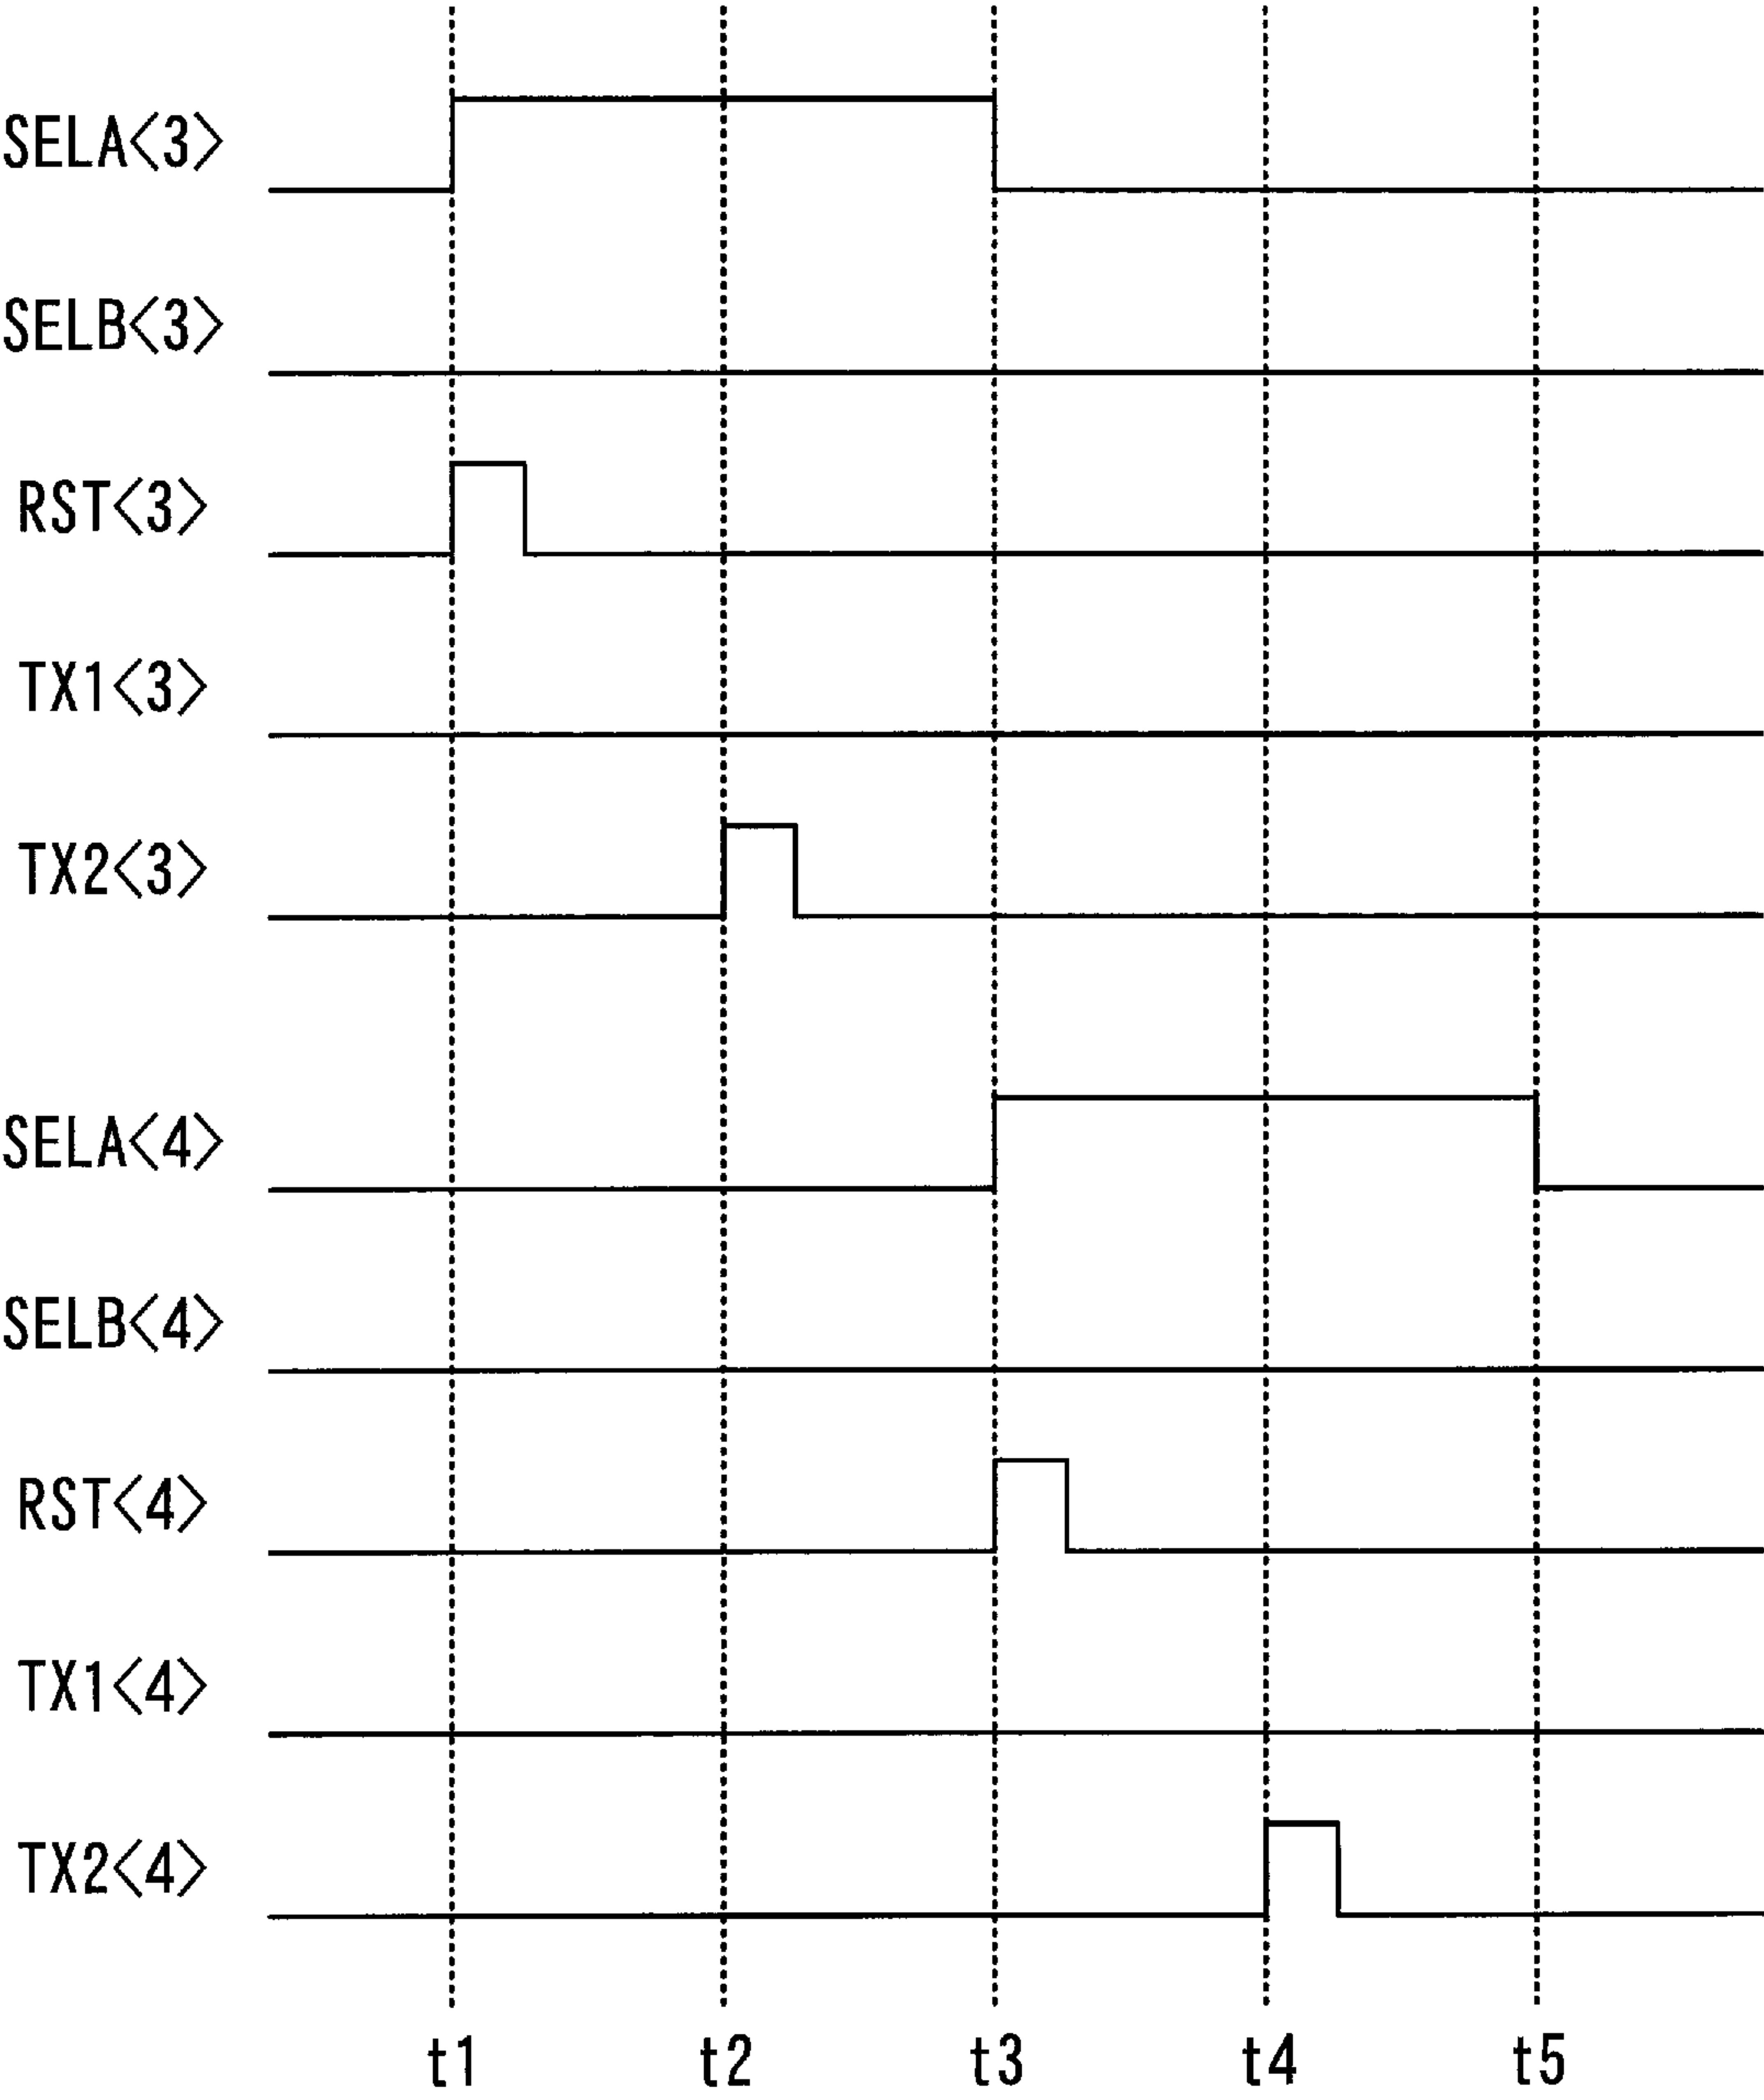 SELA<3>
SELB<3>
RST<3>
TX1<3>
TX2<3>
SELA<4>
SELB<4>
RST<4>
TX1<4>
TX2<4>
t1 t2 t3 t4 t5